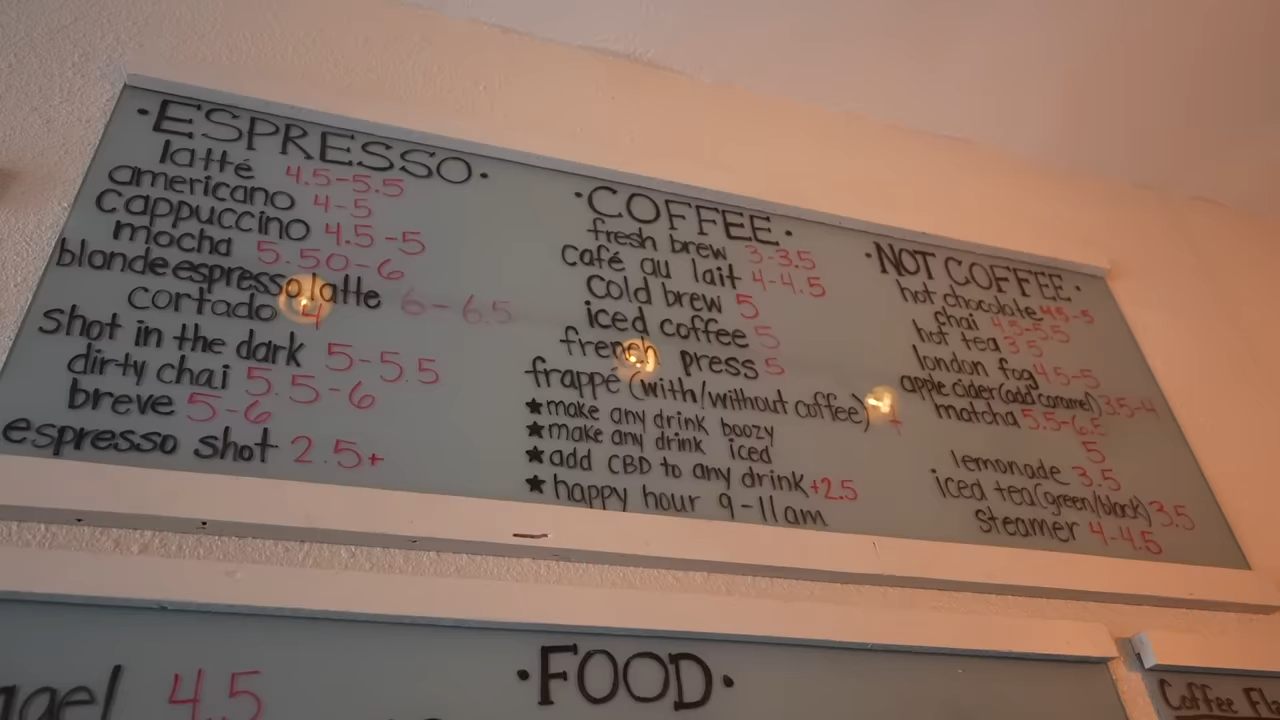 ·ESPRESSO·
latté 4.5-5.5
americano 4-5
cappuccino 4.5-5
mocha 5.50-6
blonde espresso latte 6-6.5
cortado 4
shot in the dark 5-5.5
dirty chai 5.5-6
breve 5-6
espresso shot 2.5+
·COFFEE·
fresh brew 3-3.5
café au lait 4-4.5
cold brew 5
iced coffee 5
french press 5
frappé (with/without coffee)
★make any drink boozy
★make any drink iced
★add CBD to any drink +2.5
★happy hour 9-11am
·NOT COFFEE·
hot chocolate 4.5-5
chai 4.5-5.5
hot tea 3.5
london fog 4.5-5
apple cider (add caramel) 3.5-4
matcha 5.5-6.5
5
lemonade 3.5
iced tea (green/black) 3.5
steamer 4-4.5
·FOOD·
4.5
Coffee